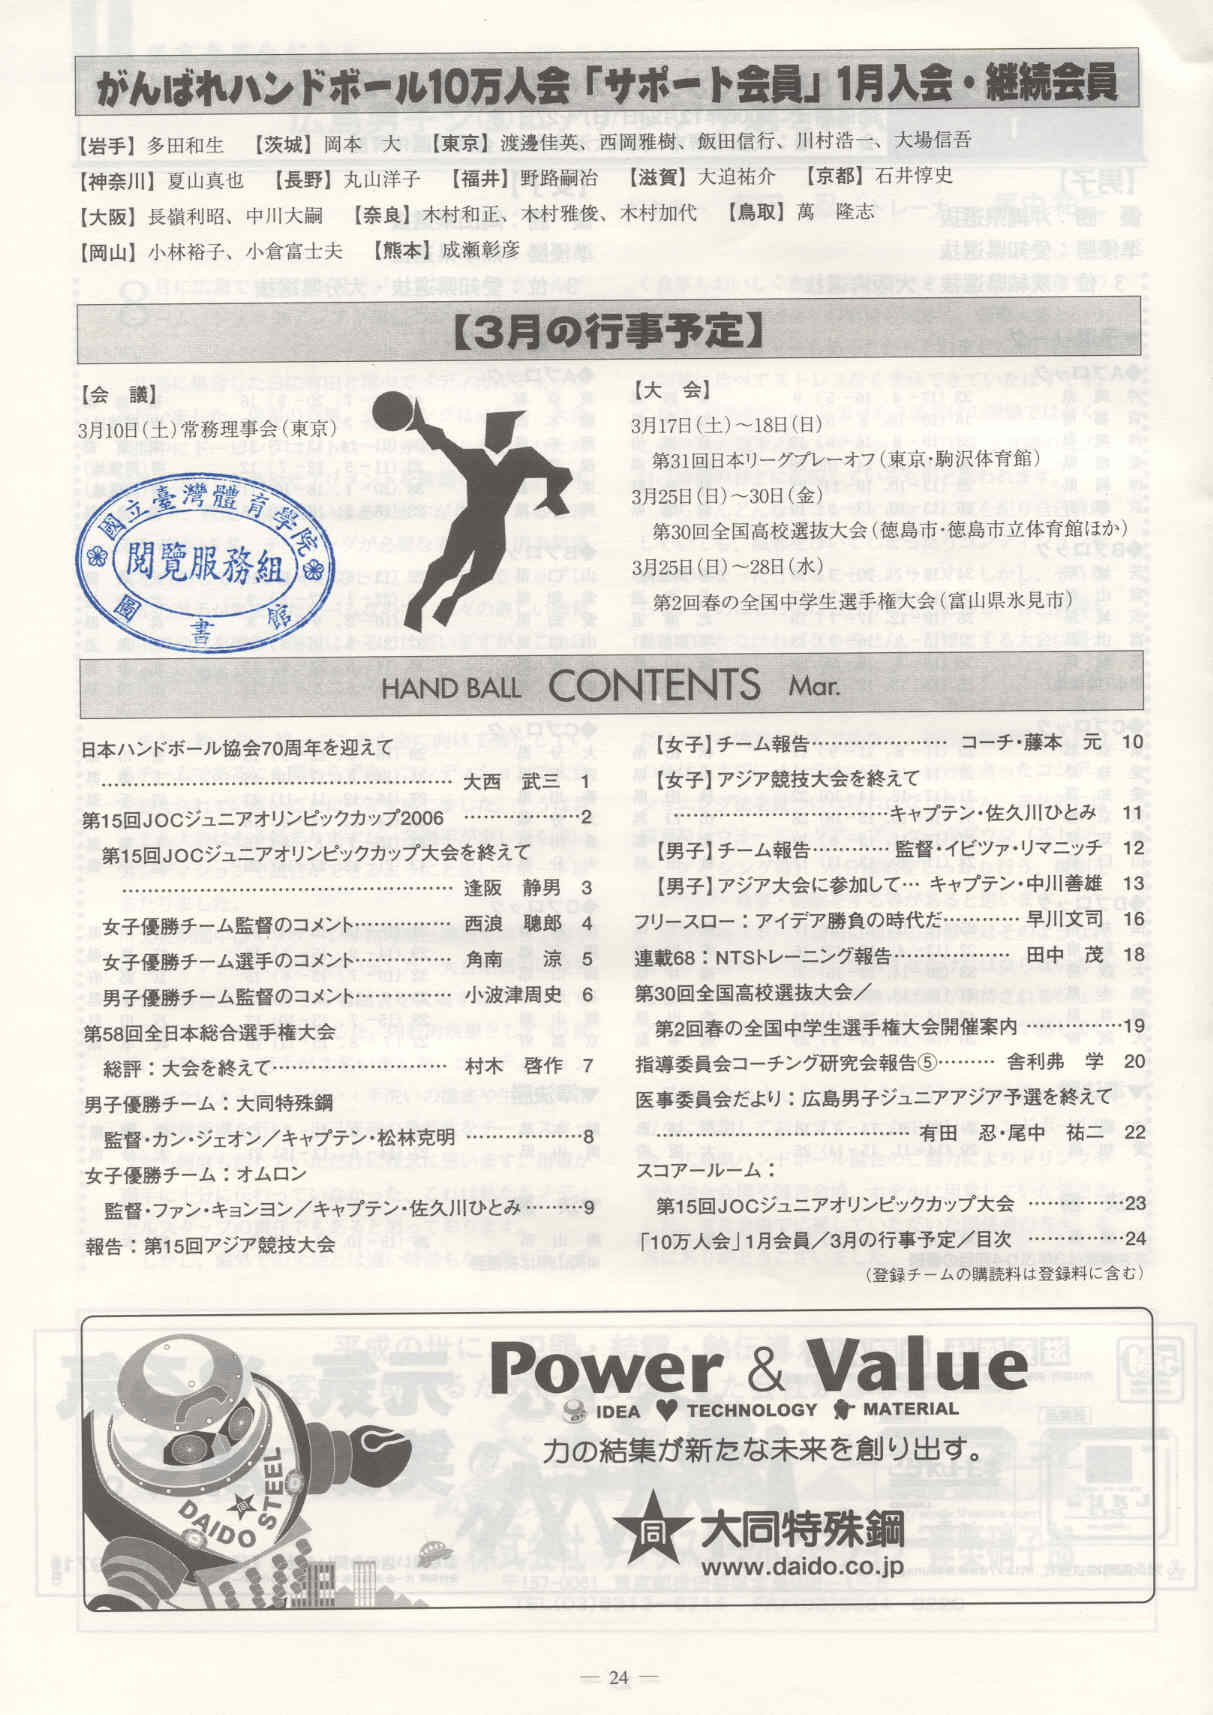 がんばれハンドボール10万人会「サポート会員」1月入会・継続会員
【岩手】多田和生　【茨城】岡本　大　【東京】渡邊佳英、西岡雅樹、飯田信行、川村浩一、大場信吾
【神奈川】夏山真也　【長野】丸山洋子　【福井】野路嗣治　【滋賀】大迫祐介　【京都】石井惇史
【大阪】長嶺利昭、中川大嗣　【奈良】木村和正、木村雅俊、木村加代　【鳥取】萬　隆志
【岡山】小林裕子、小倉富士夫　【熊本】成瀬彰彦
【3月の行事予定】
【会　議】
3月10日(土)常務理事会(東京)
國立臺灣體育學院
閱覽服務組
圖書館
【大　会】
3月17日(土)～18日(日)
第31回日本リーグプレーオフ(東京・駒沢体育館)
3月25日(日)～30日(金)
第30回全国高校選抜大会(徳島市・徳島市立体育館ほか)
3月25日(日)～28日(水)
第2回春の全国中学生選手権大会(富山県氷見市)
HAND BALL CONTENTS Mar.
日本ハンドボール協会70周年を迎えて
…………………………………………… 大西　武三　1
第15回JOCジュニアオリンピックカップ2006 ………………2
第15回JOCジュニアオリンピックカップ大会を終えて
…………………………………………… 逢阪　静男　3
女子優勝チーム監督のコメント…………… 西浪　聰郎　4
女子優勝チーム選手のコメント…………… 角南　　涼　5
男子優勝チーム監督のコメント…………… 小波津周史　6
第58回全日本総合選手権大会
総評：大会を終えて……………………… 村木　啓作　7
男子優勝チーム：大同特殊鋼
監督・カン・ジェオン／キャプテン・松林克明 ………………8
女子優勝チーム：オムロン
監督・ファン・キョンヨン／キャプテン・佐久川ひとみ………9
報告：第15回アジア競技大会
【女子】チーム報告………………… コーチ・藤本　元　10
【女子】アジア競技大会を終えて
……………………………キャプテン・佐久川ひとみ　11
【男子】チーム報告………… 監督・イビツァ・リマニッチ　12
【男子】アジア大会に参加して… キャプテン・中川善雄　13
フリースロー：アイデア勝負の時代だ………… 早川文司　16
連載68：NTSトレーニング報告……………… 田中　茂　18
第30回全国高校選抜大会／
第2回春の全国中学生選手権大会開催案内 ……………19
指導委員会コーチング研究会報告⑤……… 舎利弗　学　20
医事委員会だより：広島男子ジュニアアジア予選を終えて
………………………………… 有田　忍・尾中　祐二　22
スコアールーム：
第15回JOCジュニアオリンピックカップ大会 ……………23
「10万人会」1月会員／3月の行事予定／目次 ……………24
(登録チームの購読料は登録料に含む)
Power & Value
IDEA TECHNOLOGY MATERIAL
力の結集が新たな未来を創り出す。
DAIDO STEEL
同 大同特殊鋼
www.daido.co.jp
— 24 —